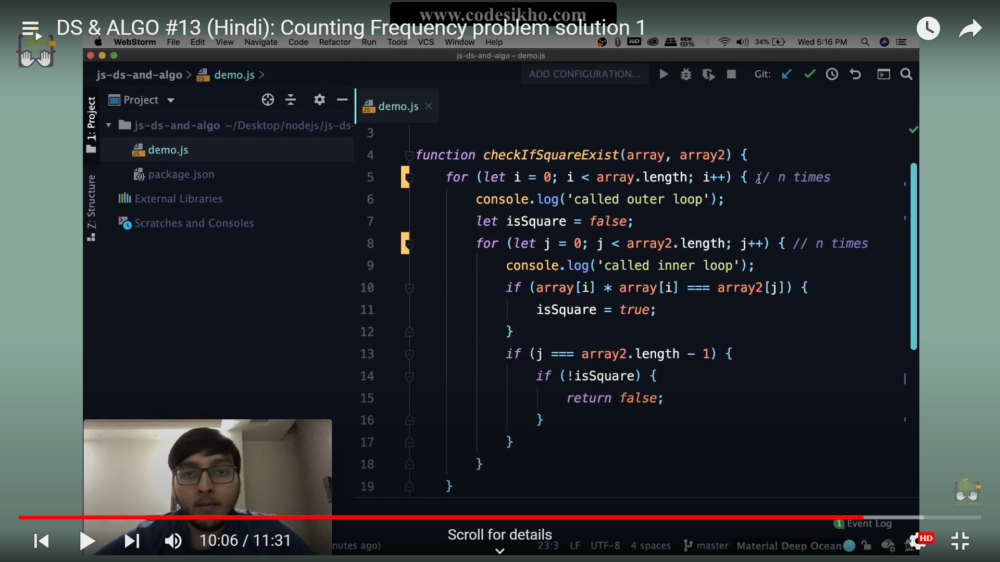 www.codesikho.com
DS & ALGO #13 (Hindi): Counting Frequency problem solution 1
WebStorm File Edit View Navigate Code Refactor Run Tools VCS Window Help MEM 69% 34% Wed 5:16 PM
js-ds-and-algo – demo.js
js-ds-and-algo demo.js ADD CONFIGURATION... Git:
1: Project
Project
js-ds-and-algo ~/Desktop/nodejs/js-ds-
demo.js
package.json
External Libraries
Scratches and Consoles
Z: Structure
demo.js
3
4 function checkIfSquareExist(array, array2) {
5 for (let i = 0; i < array.length; i++) { // n times
6 console.log('called outer loop');
7 let isSquare = false;
8 for (let j = 0; j < array2.length; j++) { // n times
9 console.log('called inner loop');
10 if (array[i] * array[i] === array2[j]) {
11 isSquare = true;
12 }
13 if (j === array2.length - 1) {
14 if (!isSquare) {
15 return false;
16 }
17 }
18 }
19 }
1 Event Log
10:06 / 11:31
Scroll for details
HD
nutes ago) 23:3 LF UTF-8 4 spaces master Material Deep Ocean